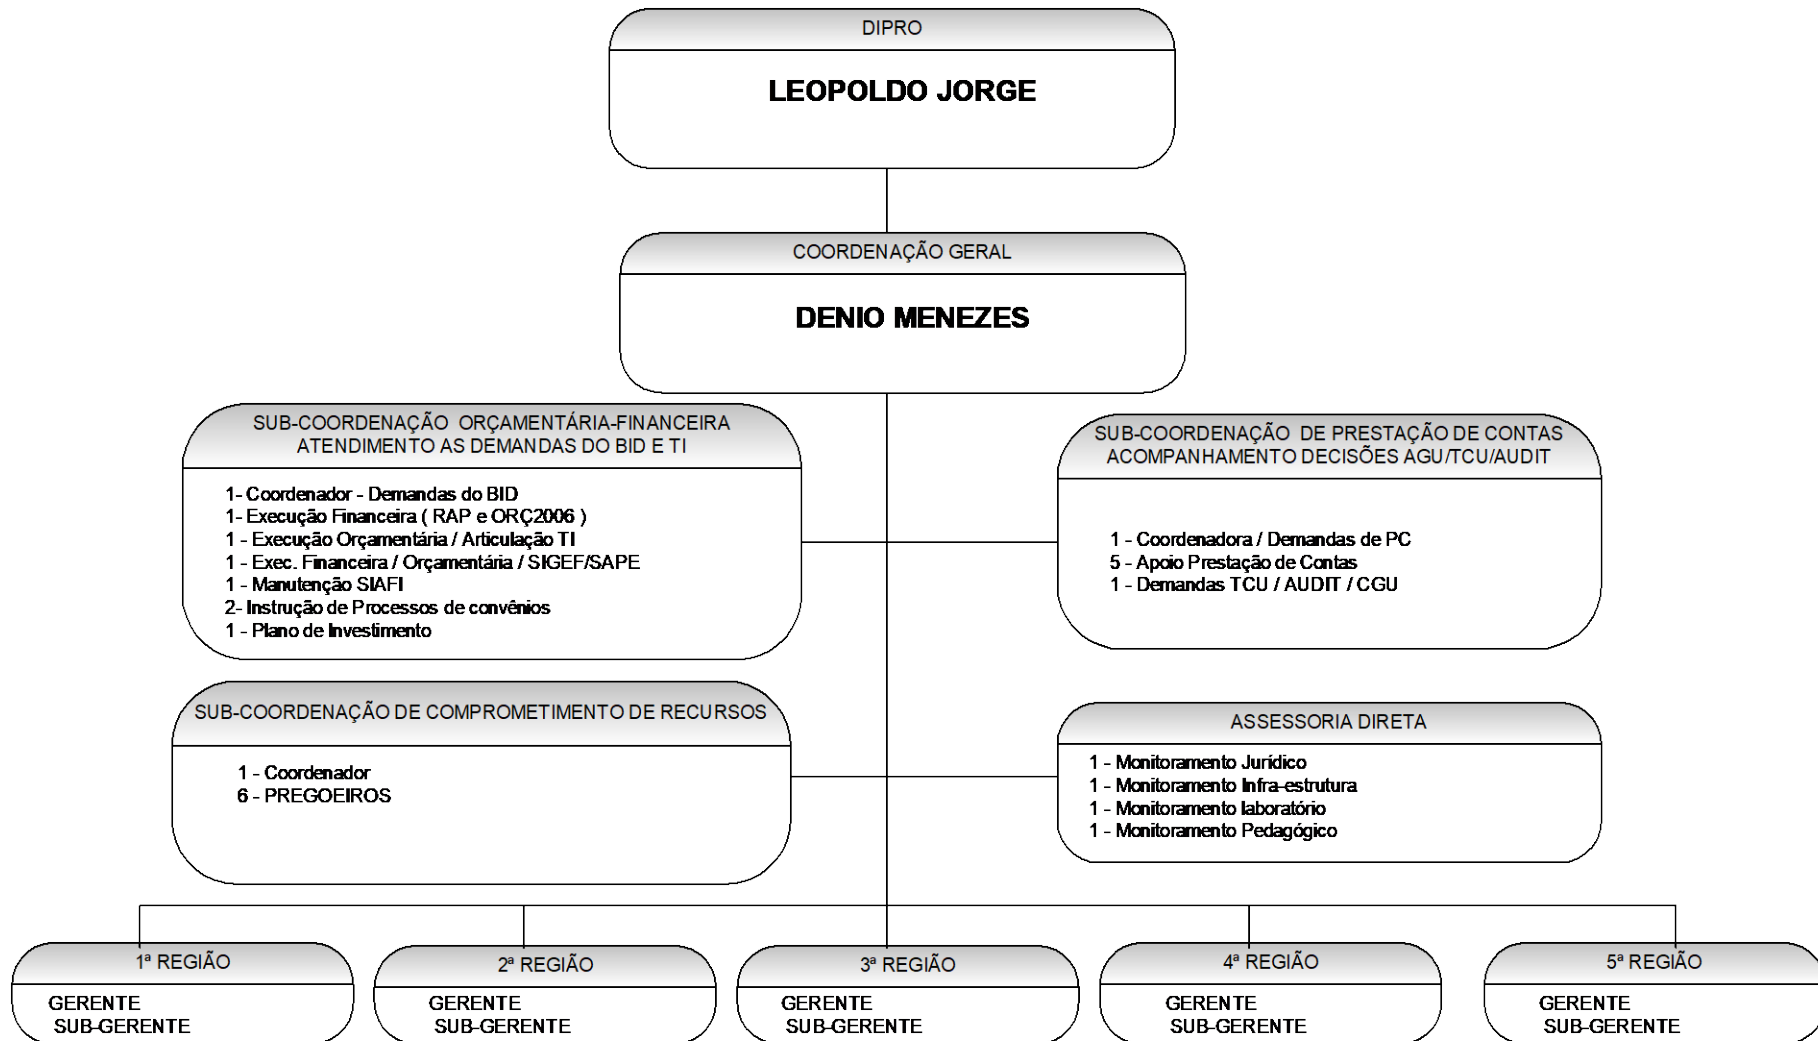 DIPRO
LEOPOLDO JORGE
COORDENAÇÃO GERAL
DENIO MENEZES
SUB-COORDENAÇÃO ORÇAMENTÁRIA-FINANCEIRA
ATENDIMENTO AS DEMANDAS DO BID E TI
1- Coordenador - Demandas do BID
1- Execução Financeira ( RAP e ORÇ2006 )
1 - Execução Orçamentária / Articulação TI
1 - Exec. Financeira / Orçamentária / SIGEF/SAPE
1 - Manutenção SIAFI
2- Instrução de Processos de convênios
1 - Plano de Investimento
SUB-COORDENAÇÃO DE PRESTAÇÃO DE CONTAS
ACOMPANHAMENTO DECISÕES AGU/TCU/AUDIT
1 - Coordenadora / Demandas de PC
5 - Apoio Prestação de Contas
1 - Demandas TCU / AUDIT / CGU
SUB-COORDENAÇÃO DE COMPROMETIMENTO DE RECURSOS
1 - Coordenador
6 - PREGOEIROS
ASSESSORIA DIRETA
1 - Monitoramento Jurídico
1 - Monitoramento Infra-estrutura
1 - Monitoramento laboratório
1 - Monitoramento Pedagógico
1ª REGIÃO
GERENTE
SUB-GERENTE
2ª REGIÃO
GERENTE
SUB-GERENTE
3ª REGIÃO
GERENTE
SUB-GERENTE
4ª REGIÃO
GERENTE
SUB-GERENTE
5ª REGIÃO
GERENTE
SUB-GERENTE